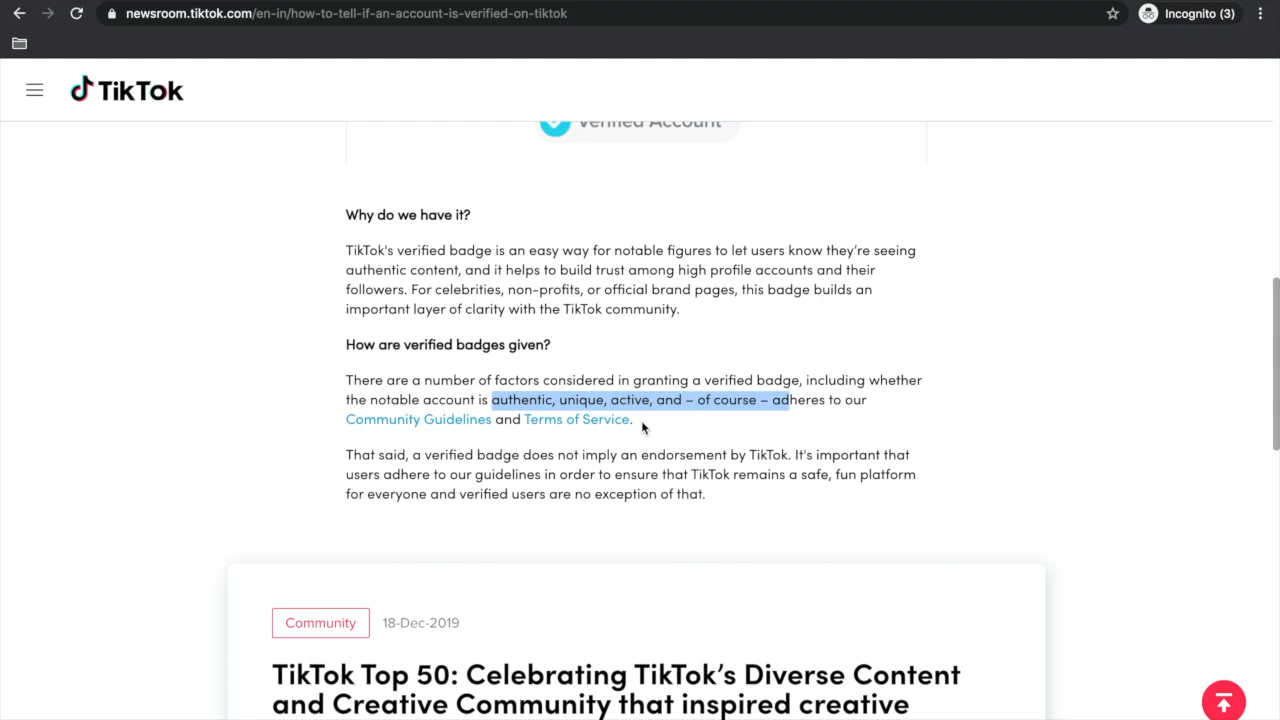 newsroom.tiktok.com/en-in/how-to-tell-if-an-account-is-verified-on-tiktok
Incognito (3)
TikTok
Verified Account
Why do we have it?
TikTok's verified badge is an easy way for notable figures to let users know they’re seeing
authentic content, and it helps to build trust among high profile accounts and their
followers. For celebrities, non-profits, or official brand pages, this badge builds an
important layer of clarity with the TikTok community.
How are verified badges given?
There are a number of factors considered in granting a verified badge, including whether
the notable account is authentic, unique, active, and – of course – adheres to our
Community Guidelines and Terms of Service.
That said, a verified badge does not imply an endorsement by TikTok. It's important that
users adhere to our guidelines in order to ensure that TikTok remains a safe, fun platform
for everyone and verified users are no exception of that.
Community 18-Dec-2019
TikTok Top 50: Celebrating TikTok’s Diverse Content
and Creative Community that inspired creative